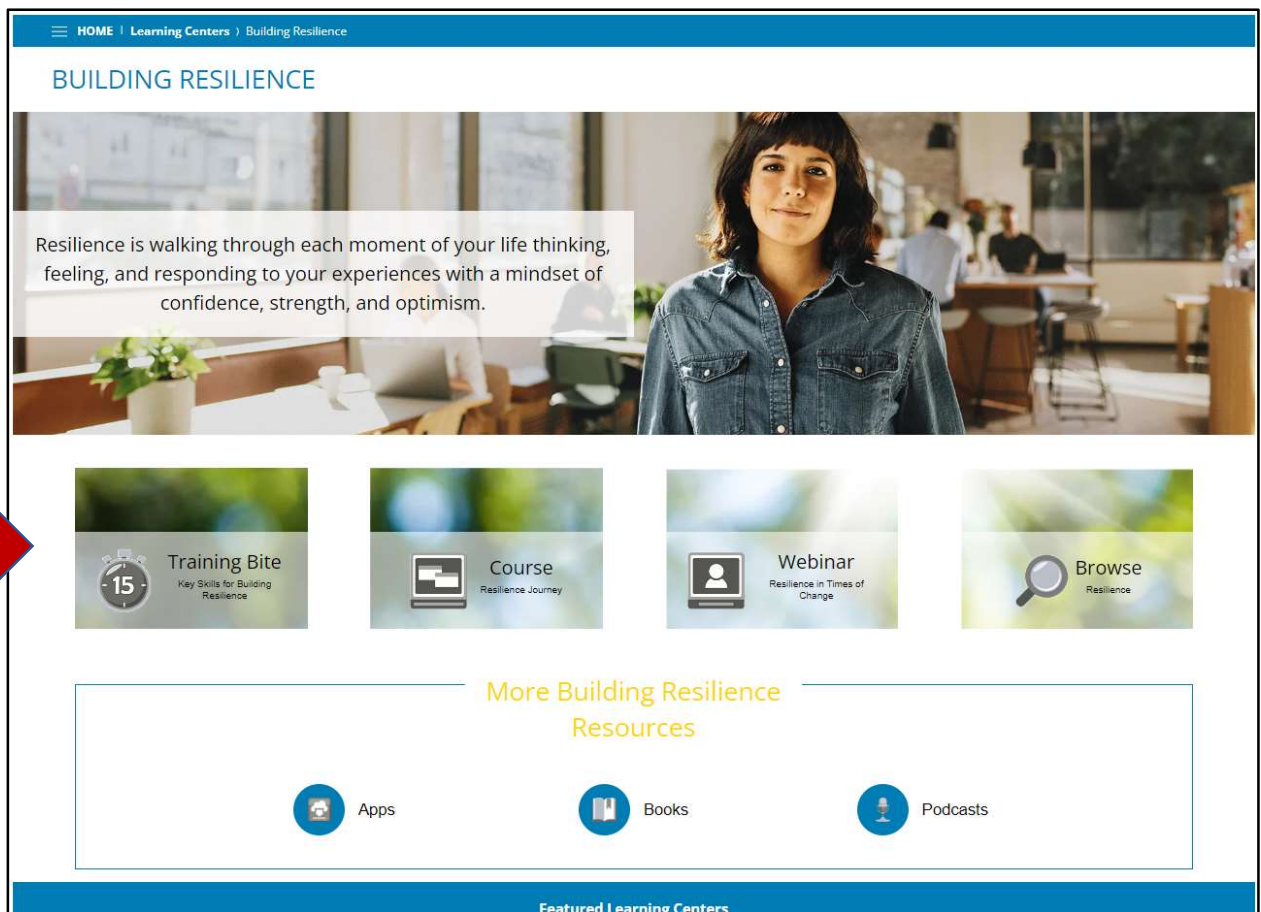 HOME | Learning Centers ⟩ Building Resilience
BUILDING RESILIENCE
Resilience is walking through each moment of your life thinking,
feeling, and responding to your experiences with a mindset of
confidence, strength, and optimism.
15
Training Bite
Key Skills for Building
Resilience
Course
Resilience Journey
Webinar
Resilience in Times of
Change
Browse
Resilience
More Building Resilience
Resources
Apps
Books
Podcasts
Featured Learning Centers